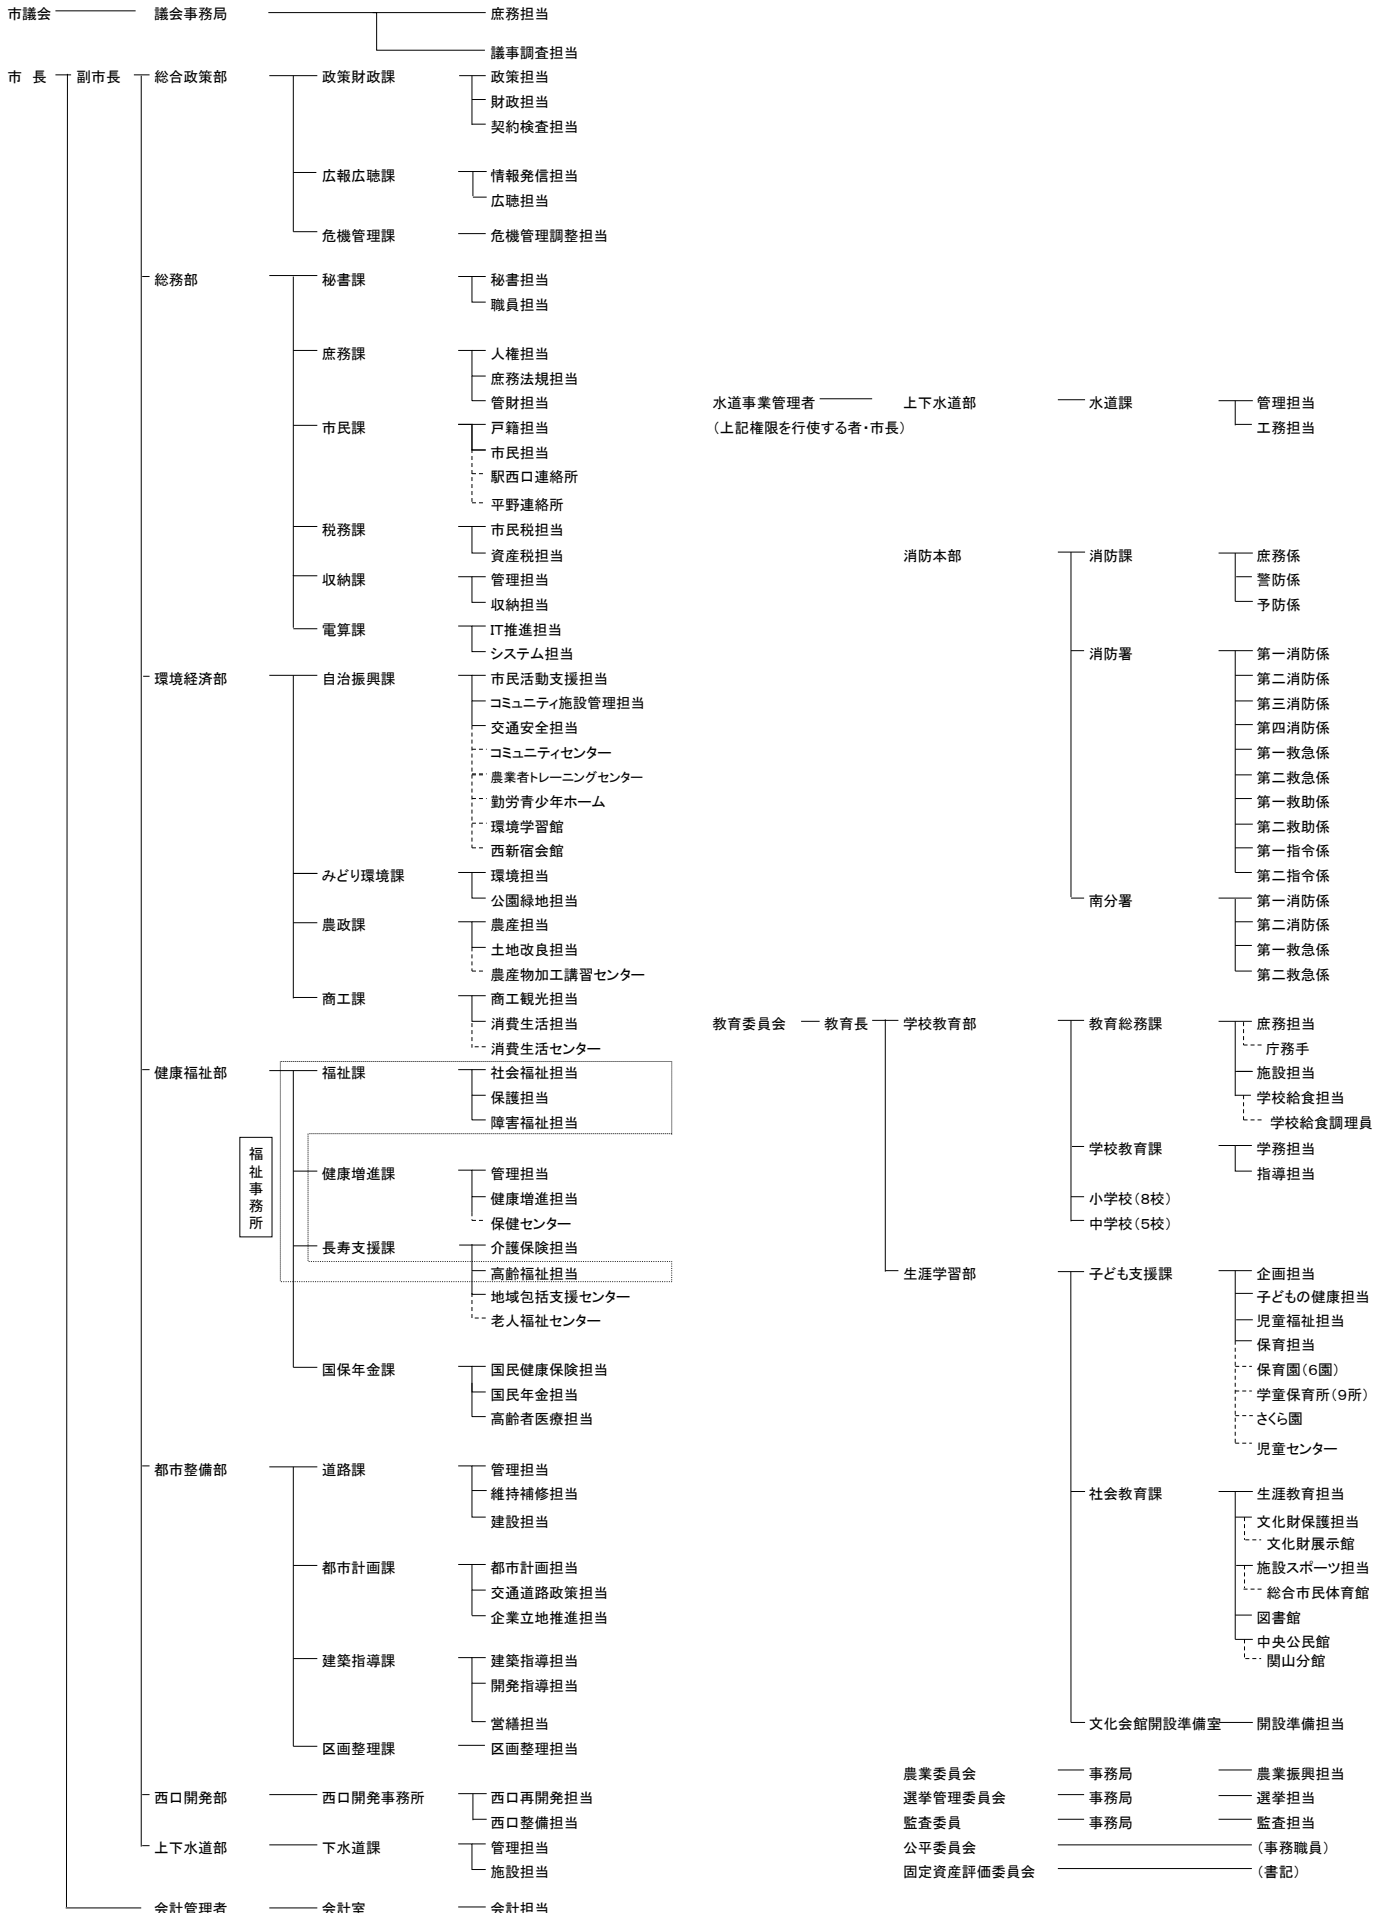 市議会 議会事務局 庶務担当
議事調査担当
市 長 副市長 総合政策部 政策財政課 政策担当
財政担当
契約検査担当
広報広聴課 情報発信担当
広聴担当
危機管理課 危機管理調整担当
総務部 秘書課 秘書担当
職員担当
庶務課 人権担当
庶務法規担当
管財担当
市民課 戸籍担当
市民担当
駅西口連絡所
平野連絡所
税務課 市民税担当
資産税担当
収納課 管理担当
収納担当
電算課 IT推進担当
システム担当
環境経済部 自治振興課 市民活動支援担当
コミュニティ施設管理担当
交通安全担当
コミュニティセンター
農業者トレーニングセンター
勤労青少年ホーム
環境学習館
西新宿会館
みどり環境課 環境担当
公園緑地担当
農政課 農産担当
土地改良担当
農産物加工講習センター
商工課 商工観光担当
消費生活担当
消費生活センター
健康福祉部 福祉課 社会福祉担当
保護担当
障害福祉担当
福祉事務所
健康増進課 管理担当
健康増進担当
保健センター
長寿支援課 介護保険担当
高齢福祉担当
地域包括支援センター
老人福祉センター
国保年金課 国民健康保険担当
国民年金担当
高齢者医療担当
都市整備部 道路課 管理担当
維持補修担当
建設担当
都市計画課 都市計画担当
交通道路政策担当
企業立地推進担当
建築指導課 建築指導担当
開発指導担当
営繕担当
区画整理課 区画整理担当
西口開発部 西口開発事務所 西口再開発担当
西口整備担当
上下水道部 下水道課 管理担当
施設担当
会計管理者 会計室 会計担当
水道事業管理者 上下水道部 水道課 管理担当
(上記権限を行使する者・市長) 工務担当
消防本部 消防課 庶務係
警防係
予防係
消防署 第一消防係
第二消防係
第三消防係
第四消防係
第一救急係
第二救急係
第一救助係
第二救助係
第一指令係
第二指令係
南分署 第一消防係
第二消防係
第一救急係
第二救急係
教育委員会 教育長 学校教育部 教育総務課 庶務担当
庁務手
施設担当
学校給食担当
学校給食調理員
学校教育課 学務担当
指導担当
小学校(8校)
中学校(5校)
生涯学習部 子ども支援課 企画担当
子どもの健康担当
児童福祉担当
保育担当
保育園(6園)
学童保育所(9所)
さくら園
児童センター
社会教育課 生涯教育担当
文化財保護担当
文化財展示館
施設スポーツ担当
総合市民体育館
図書館
中央公民館
関山分館
文化会館開設準備室 開設準備担当
農業委員会 事務局 農業振興担当
選挙管理委員会 事務局 選挙担当
監査委員 事務局 監査担当
公平委員会 (事務職員)
固定資産評価委員会 (書記)